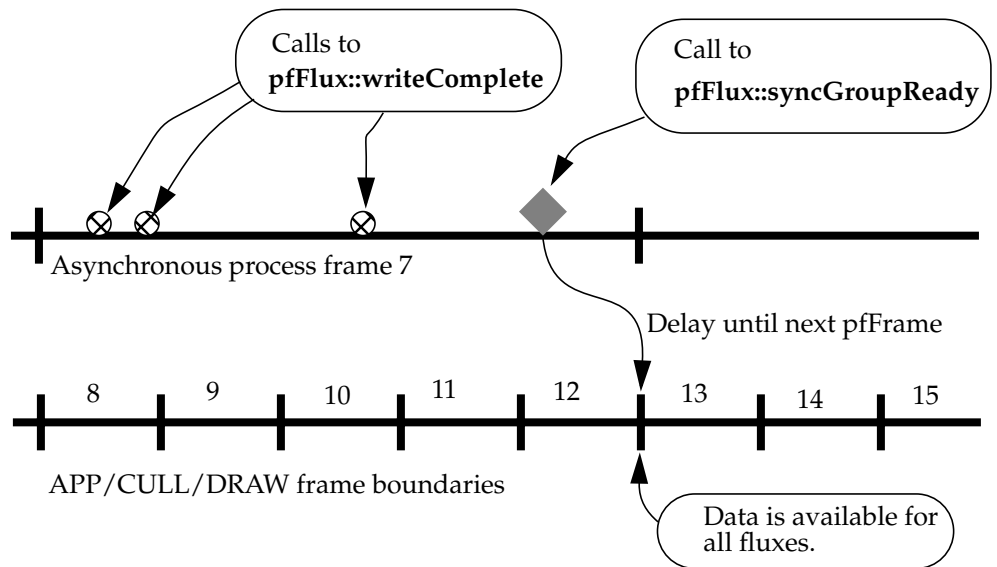 Calls to
pfFlux::writeComplete
Call to
pfFlux::syncGroupReady
Asynchronous process frame 7
Delay until next pfFrame
8 9 10 11 12 13 14 15
APP/CULL/DRAW frame boundaries
Data is available for
all fluxes.